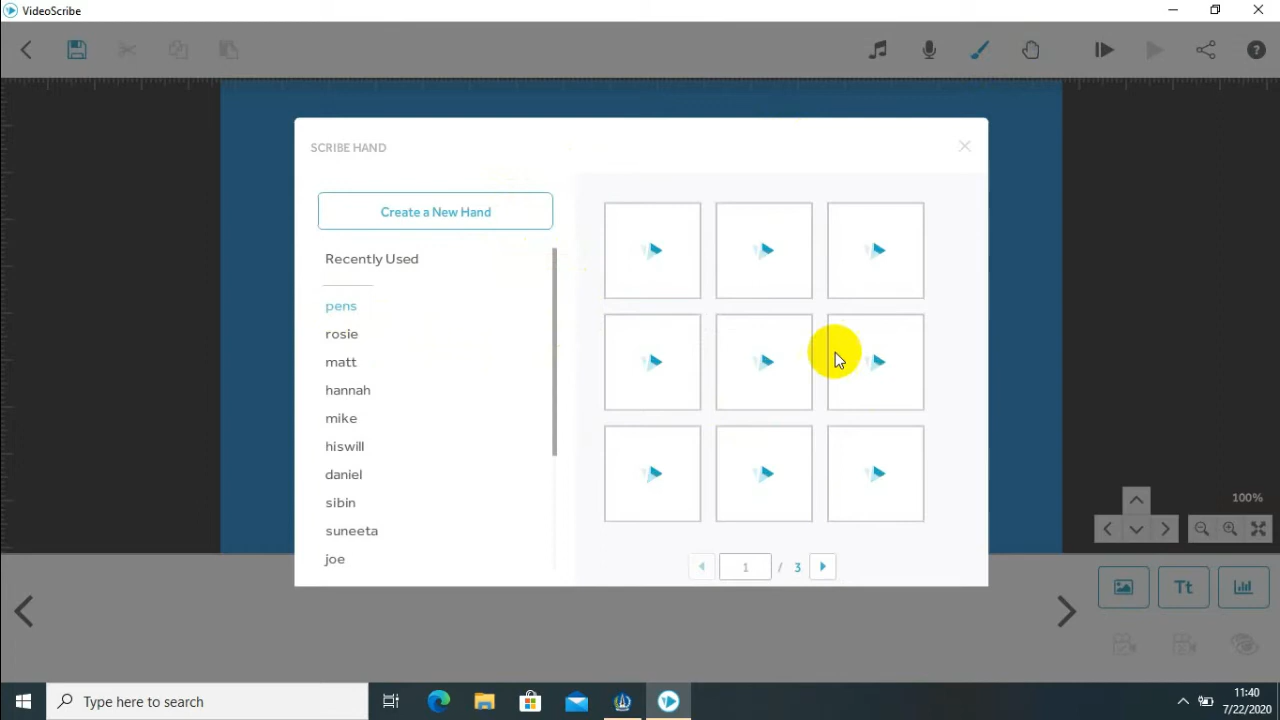 VideoScribe
SCRIBE HAND
Create a New Hand
Recently Used
pens
rosie
matt
hannah
mike
hiswill
daniel
sibin
suneeta
joe
1 / 3
100%
Tt
Type here to search
11:40
7/22/2020